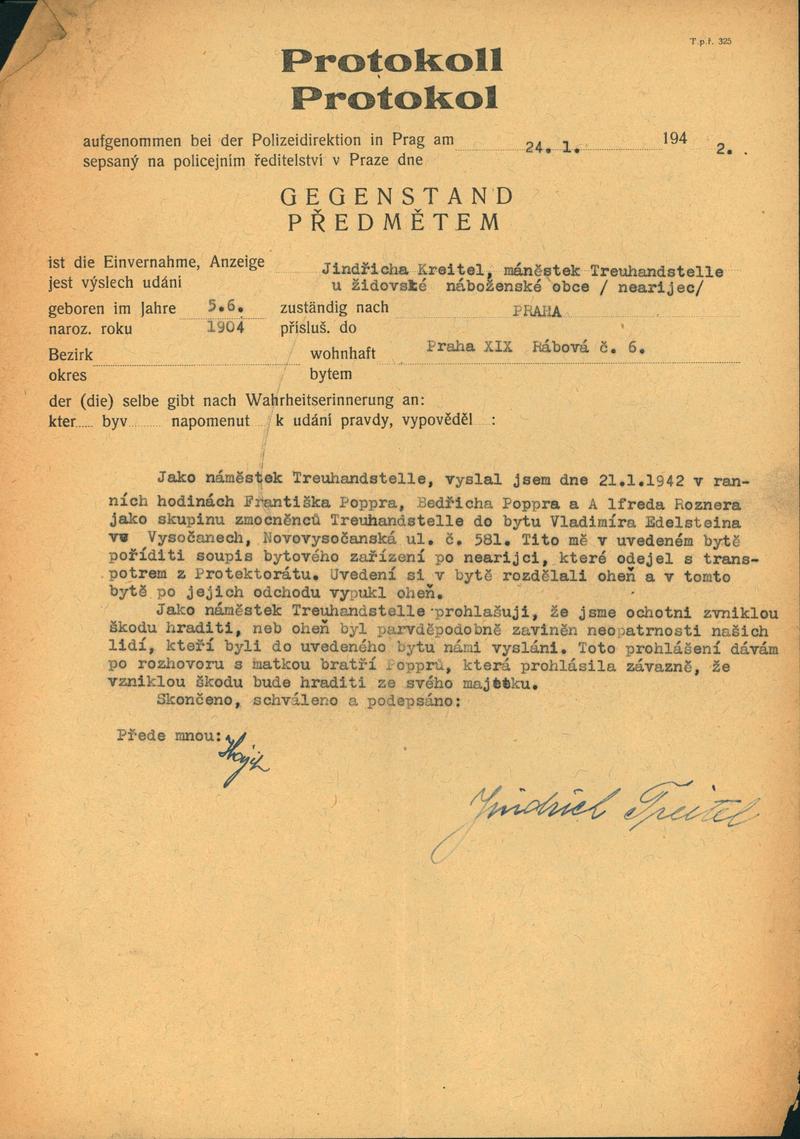 T.p.ř. 325
Protokoll
Protokol
aufgenommen bei der Polizeidirektion in Prag am 24. 1. 194 2. .
sepsaný na policejním ředitelství v Praze dne
GEGENSTAND
PŘEDMĚTEM
ist die Einvernahme, Anzeige Jindřicha Kreitel, máněstek Treuhandstelle
jest výslech udání u židovské náboženské obce / nearijec/
geboren im Jahre 5.6. zuständig nach PRAHA
naroz. roku 1904 přísluš. do
Bezirk wohnhaft Praha XIX Rábová č. 6.
okres bytem
der (die) selbe gibt nach Wahrheitserinnerung an:
kter...... byv......... napomenut k udání pravdy, vypověděl :
Jako náměstek Treuhandstelle, vyslal jsem dne 21.1.1942 v ran-
ních hodinách Františka Poppra, Bedřicha Poppra a A lfreda Roznera
jako skupinu zmocněnců Treuhandstelle do bytu Vladimíra Edelsteina
ve Vysočanech, Novovysočanská ul. č. 581. Tito mě v uvedeném bytě
poříditi soupis bytového zařízení po nearijci, které odejel s trans-
potrem z Protektorátu. Uvedení si v bytě rozdělali oheň a v tomto
bytě po jejich odchodu vypukl oheň.
Jako náměstek Treuhandstelle prohlašuji, že jsme ochotni zvniklou
škodu hraditi, neb oheň byl parvděpodobně zaviněn neopatrnosti našich
lidí, kteří byli do uvedeného bytu námi vysláni. Toto prohlášení dávám
po rozhovoru s matkou bratří Popprů, která prohlásila závazně, že
vzniklou škodu bude hraditi ze svého majetku.
Skončeno, schváleno a podepsáno:
Přede mnou:
Jindřich Treitel